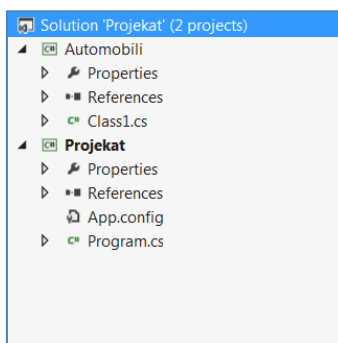 Solution 'Projekat' (2 projects)
Automobili
Properties
References
Class1.cs
Projekat
Properties
References
App.config
Program.cs